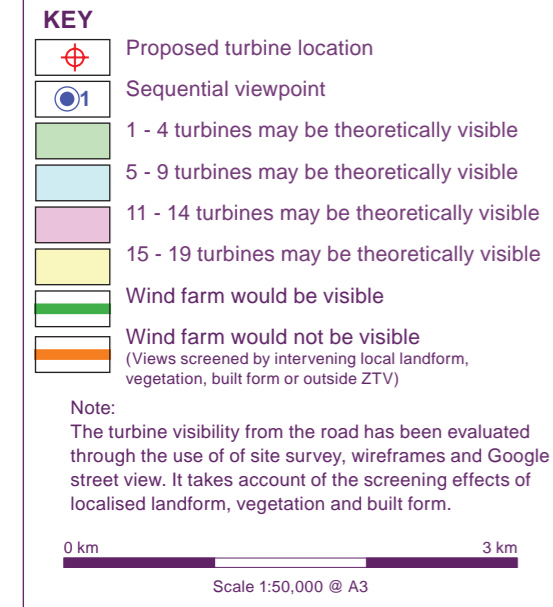 KEY
Proposed turbine location
1
Sequential viewpoint
1 - 4 turbines may be theoretically visible
5 - 9 turbines may be theoretically visible
11 - 14 turbines may be theoretically visible
15 - 19 turbines may be theoretically visible
Wind farm would be visible
Wind farm would not be visible
(Views screened by intervening local landform,
vegetation, built form or outside ZTV)
Note:
The turbine visibility from the road has been evaluated
through the use of of site survey, wireframes and Google
street view. It takes account of the screening effects of
localised landform, vegetation and built form.
0 km 3 km
Scale 1:50,000 @ A3